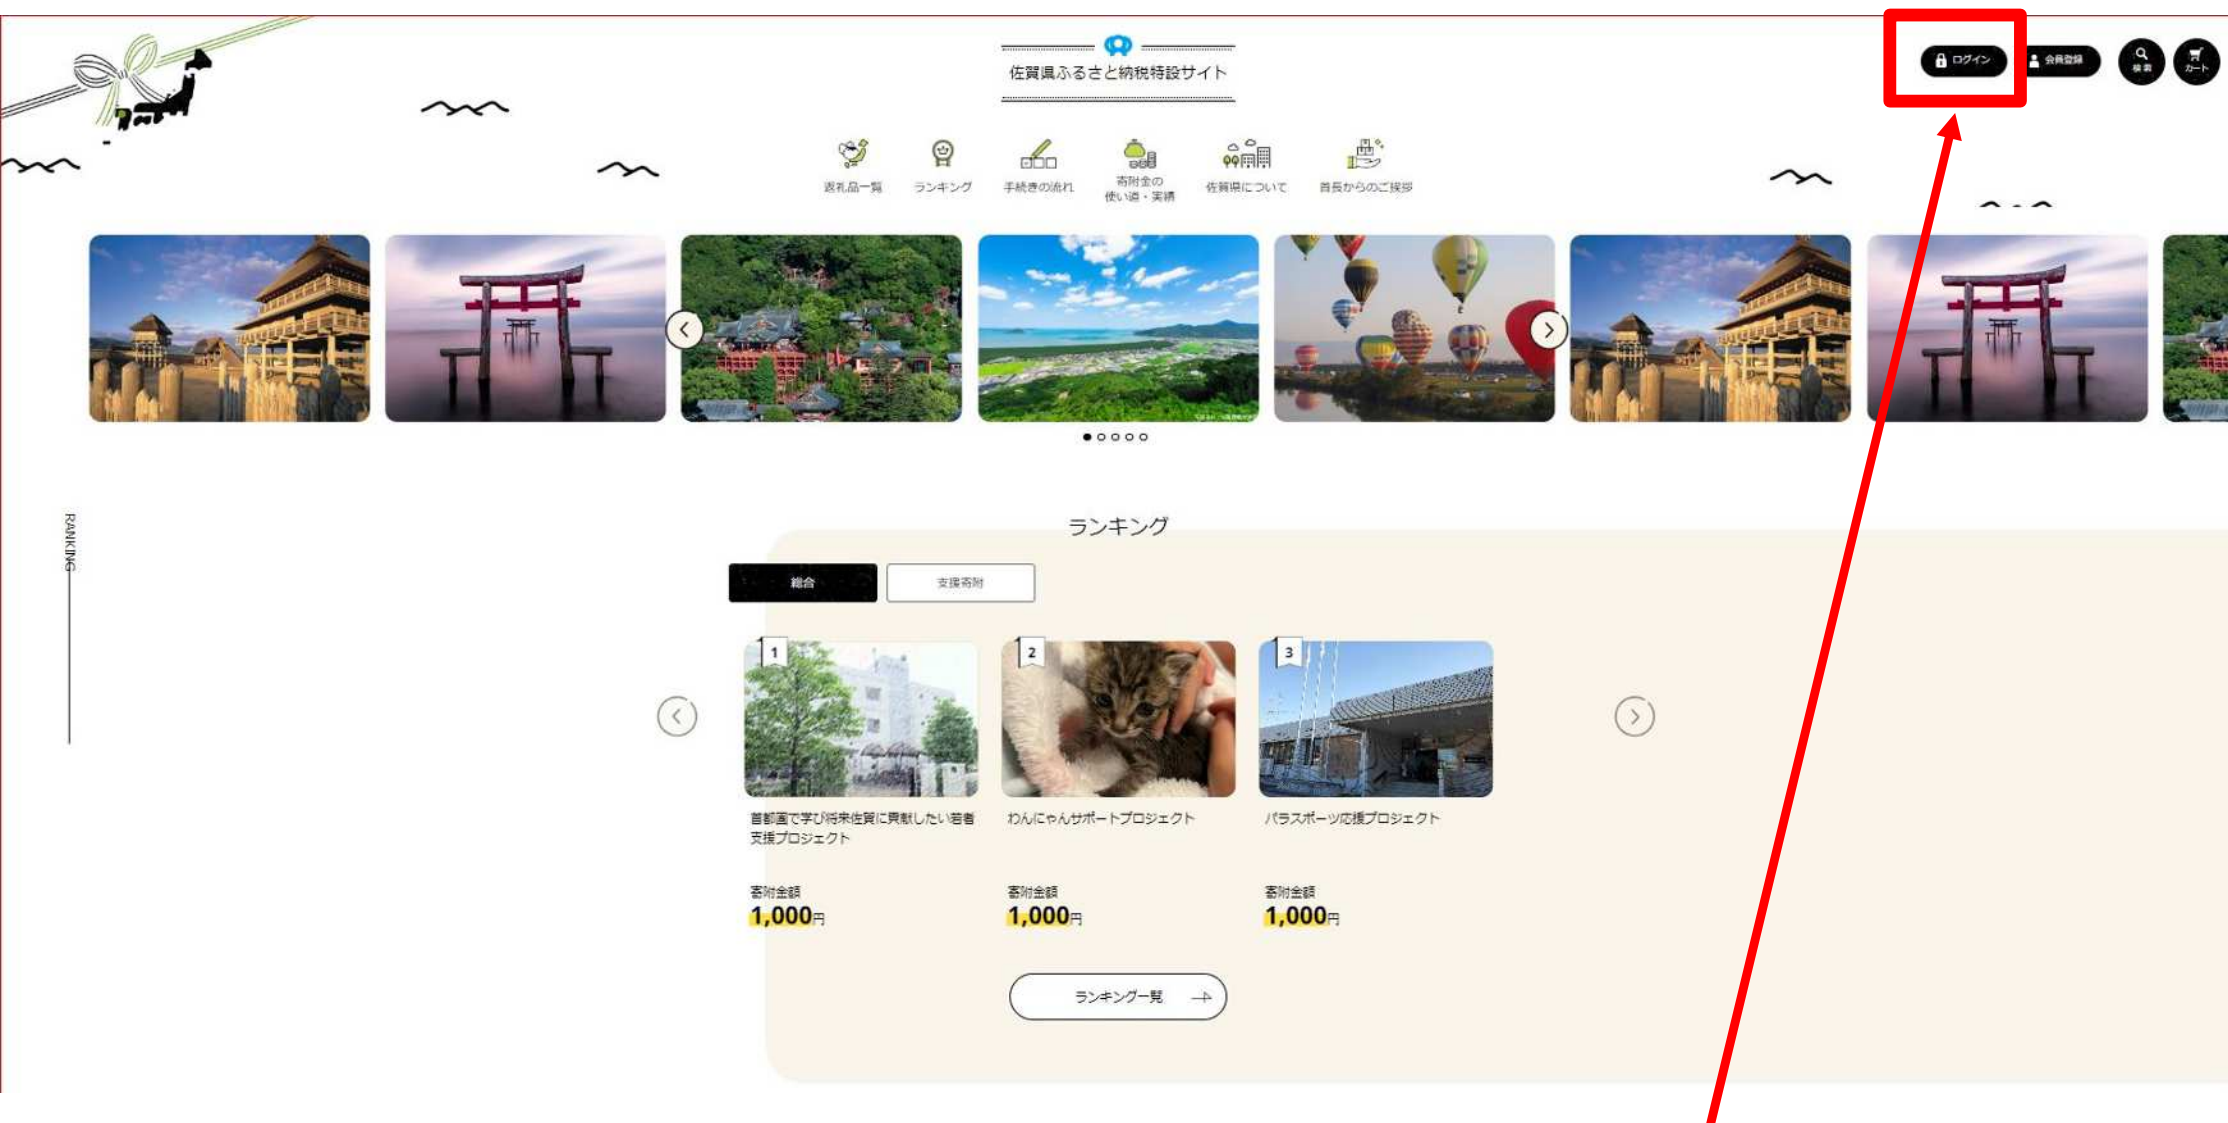 佐賀県ふるさと納税特設サイト
ログイン
会員登録
検索
カート
返礼品一覧
ランキング
手続きの流れ
寄附金の
使い道・実績
佐賀県について
首長からのご挨拶
RANKING
ランキング
総合
支援寄附
1
2
3
首都圏で学び将来佐賀に貢献したい若者
支援プロジェクト
わんにゃんサポートプロジェクト
パラスポーツ応援プロジェクト
寄附金額
1,000円
寄附金額
1,000円
寄附金額
1,000円
ランキング一覧